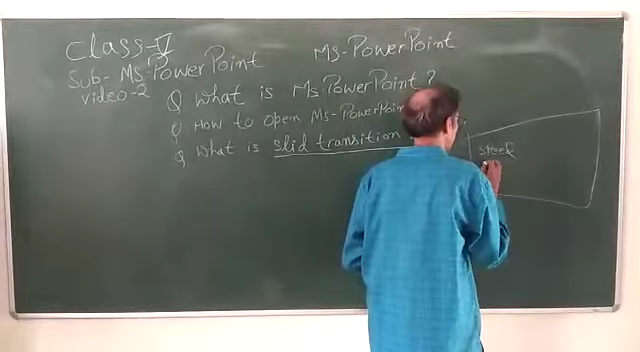 Class-V
Ms-PowerPoint
Sub- Ms-PowerPoint
video-2
Q What is Ms-PowerPoint?
Q How to open Ms-PowerPoin
Q What is slid transition